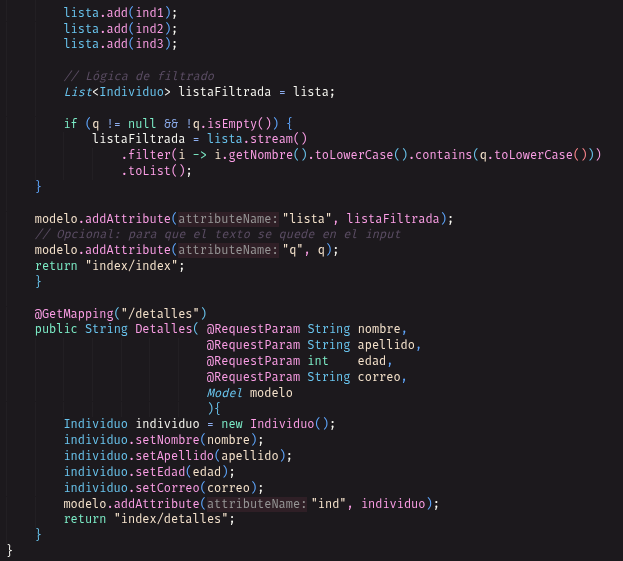 lista.add(ind1);
lista.add(ind2);
lista.add(ind3);
// Lógica de filtrado
List<Individuo> listaFiltrada = lista;
if (q != null && !q.isEmpty()) {
listaFiltrada = lista.stream()
.filter(i -> i.getNombre().toLowerCase().contains(q.toLowerCase()))
.toList();
}
modelo.addAttribute(attributeName: "lista", listaFiltrada);
// Opcional: para que el texto se quede en el input
modelo.addAttribute(attributeName: "q", q);
return "index/index";
}
@GetMapping("/detalles")
public String Detalles( @RequestParam String nombre,
@RequestParam String apellido,
@RequestParam int    edad,
@RequestParam String correo,
Model modelo
){
Individuo individuo = new Individuo();
individuo.setNombre(nombre);
individuo.setApellido(apellido);
individuo.setEdad(edad);
individuo.setCorreo(correo);
modelo.addAttribute(attributeName: "ind", individuo);
return "index/detalles";
}
}